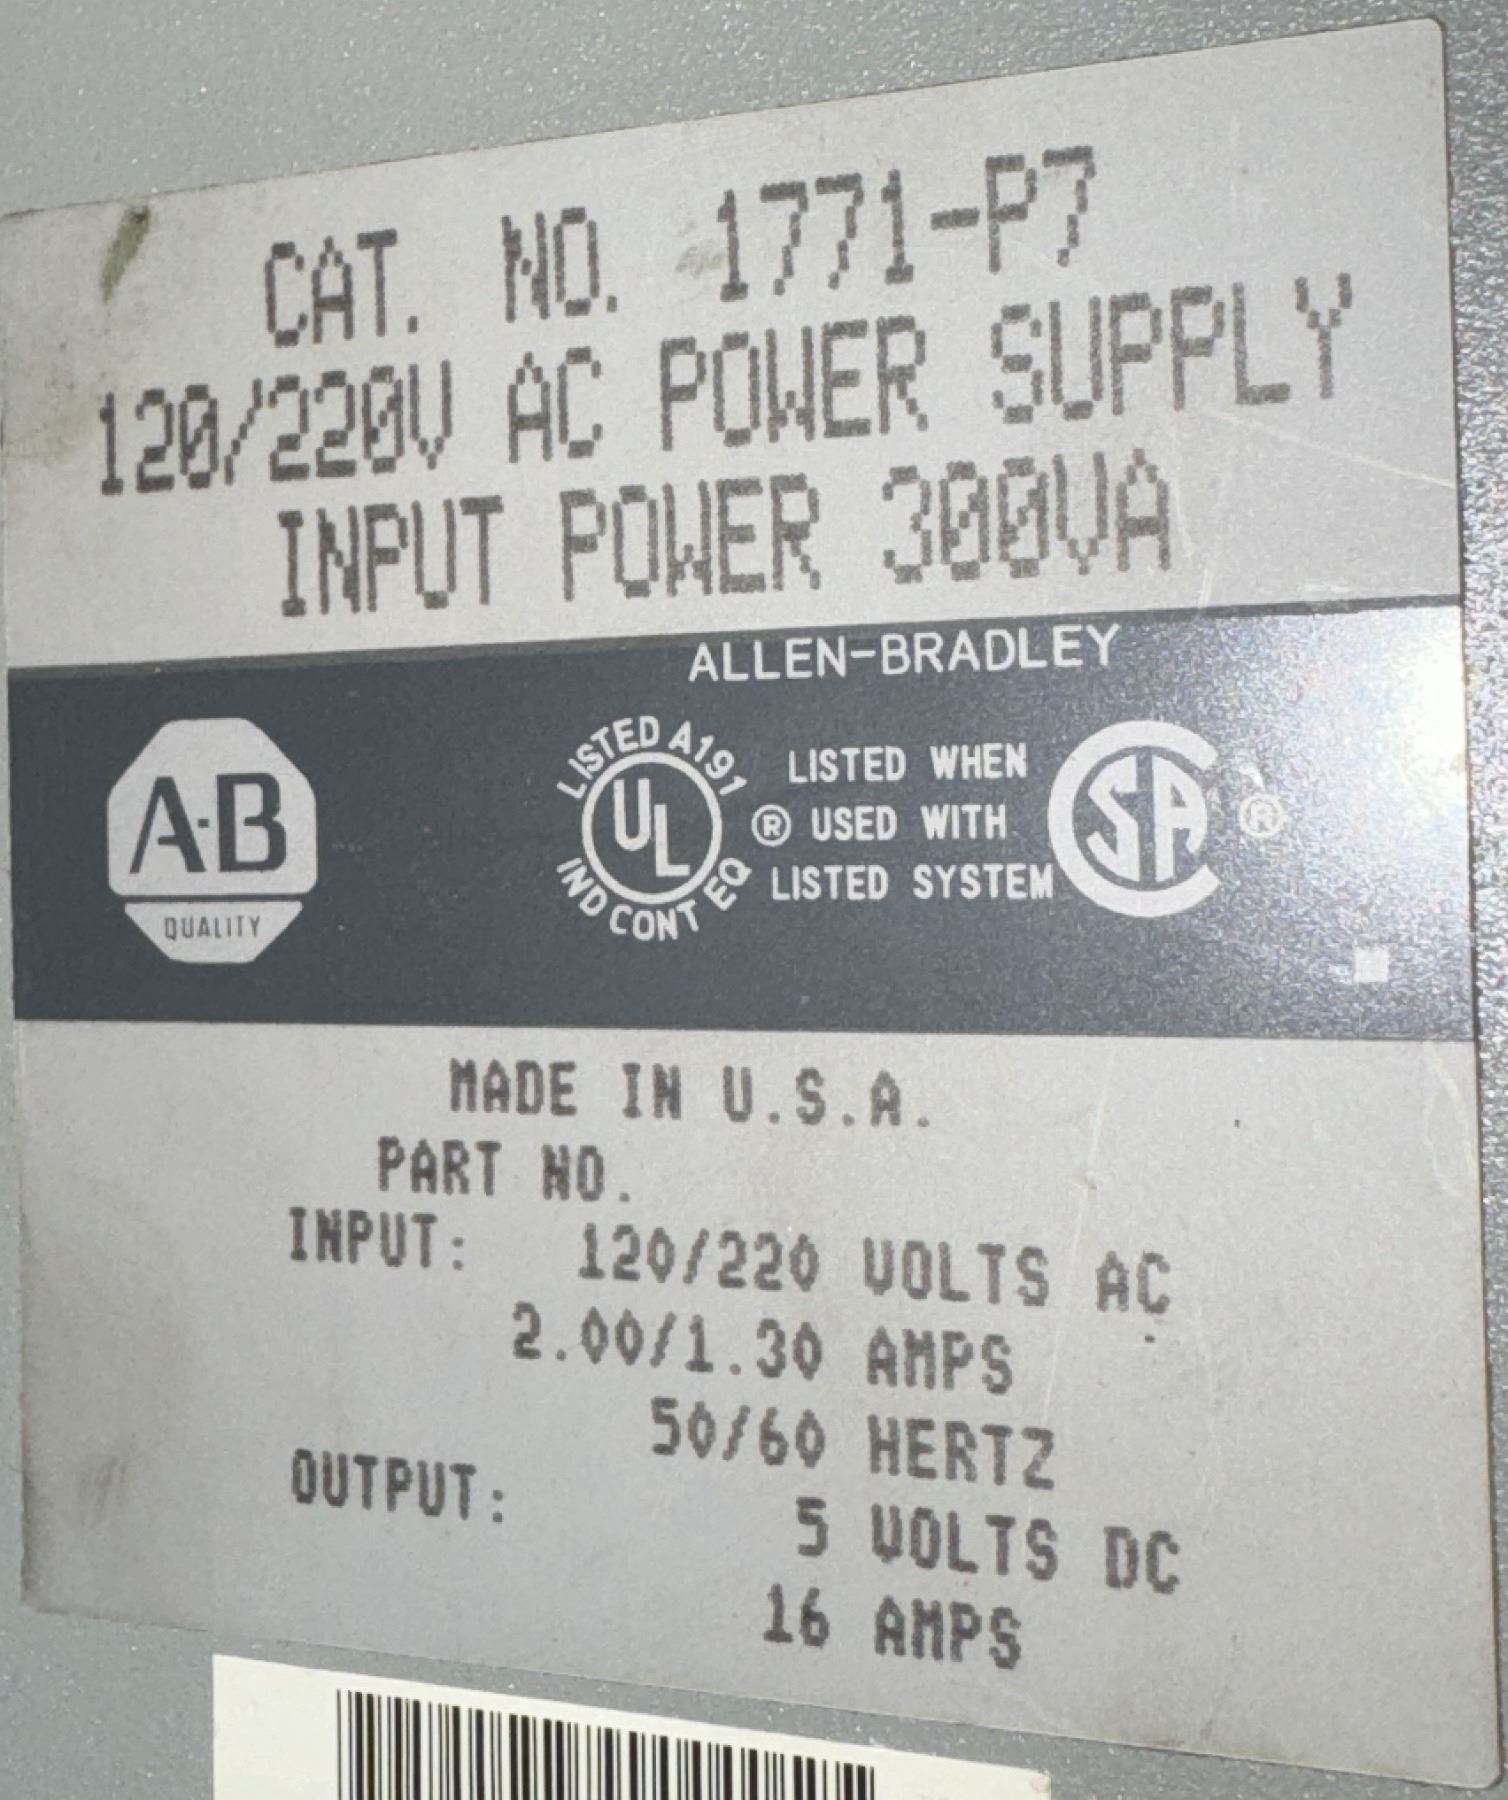 CAT. NO. 1771-P7
120/220V AC POWER SUPPLY
INPUT POWER 300VA
ALLEN-BRADLEY
A-B
QUALITY
LISTED A191
UL
IND CONT EQ
®
LISTED WHEN
USED WITH
LISTED SYSTEM
SA
®
MADE IN U.S.A.
PART NO.
INPUT: 120/220 VOLTS AC
2.00/1.30 AMPS
50/60 HERTZ
OUTPUT: 5 VOLTS DC
16 AMPS